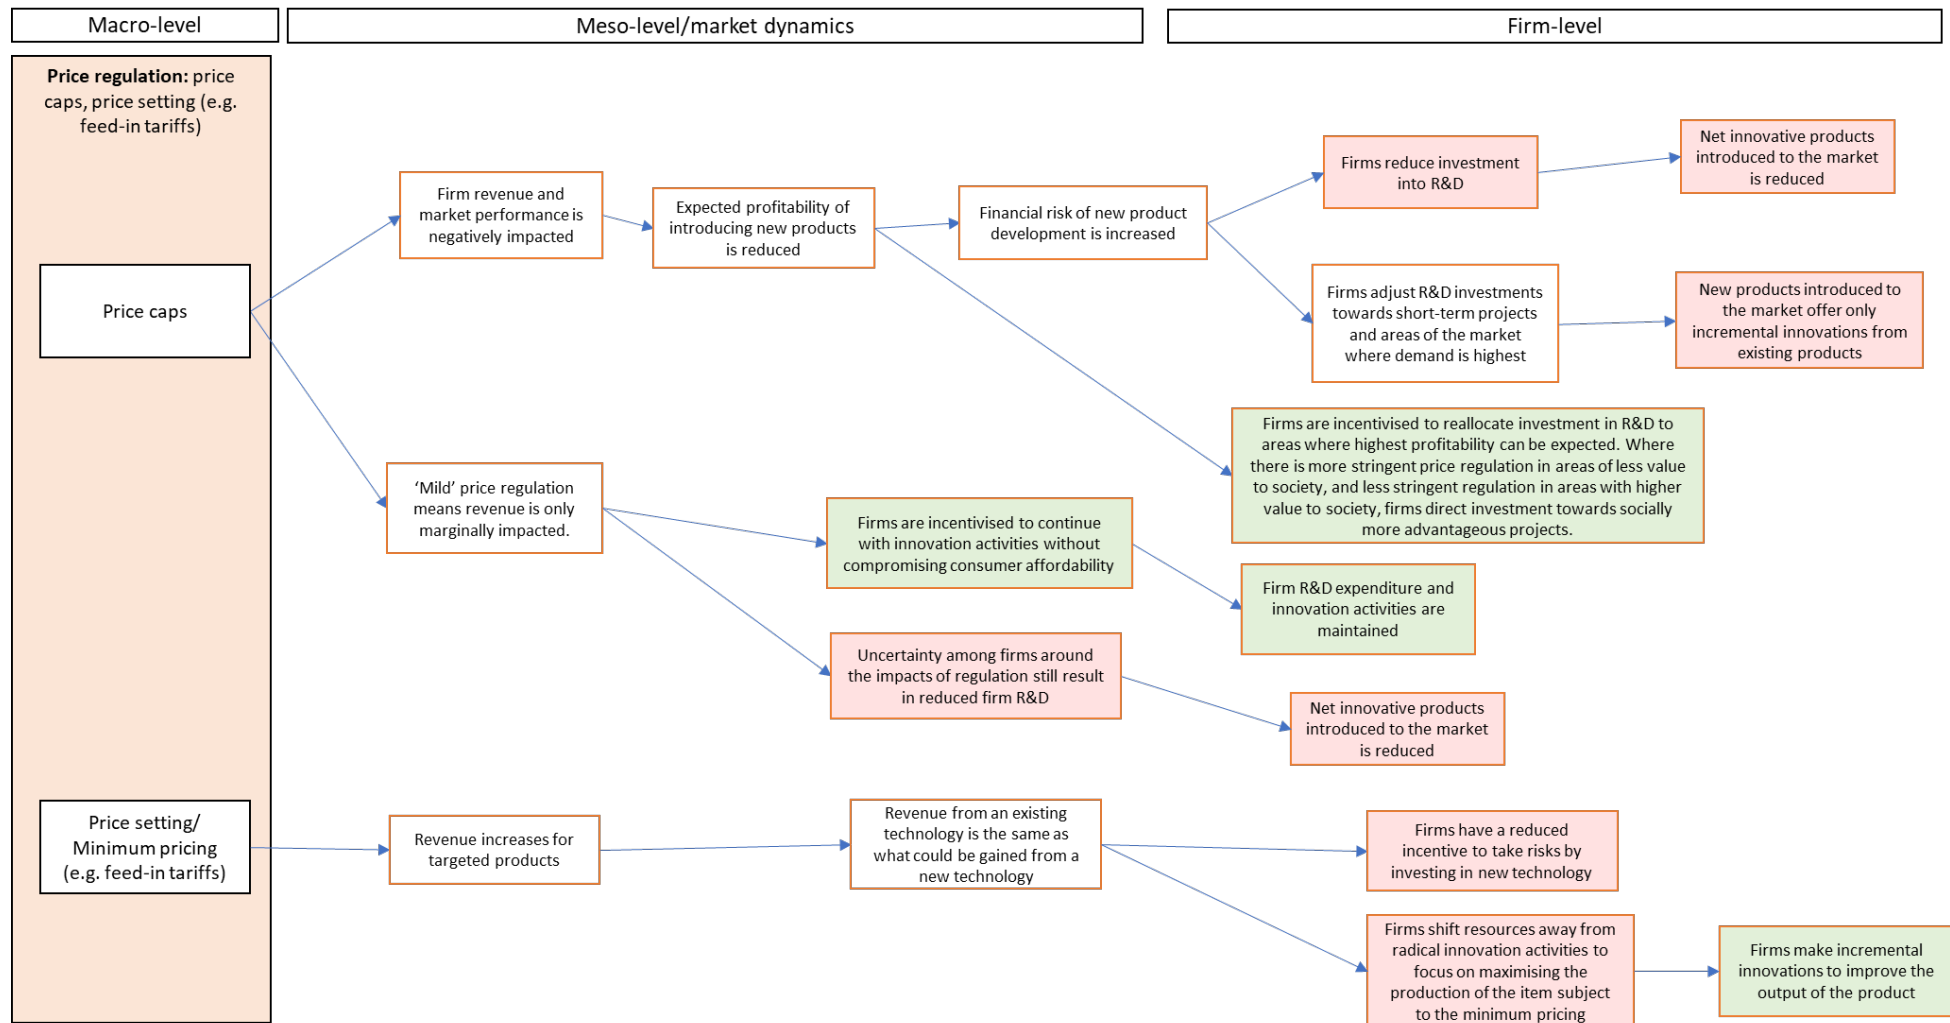 Macro-level
Meso-level/market dynamics
Firm-level
Price regulation: price
caps, price setting (e.g.
feed-in tariffs)
Price caps
Firm revenue and
market performance is
negatively impacted
Expected profitability of
introducing new products
is reduced
Financial risk of new product
development is increased
Firms reduce investment
into R&D
Net innovative products
introduced to the market
is reduced
Firms adjust R&D investments
towards short-term projects
and areas of the market
where demand is highest
New products introduced to
the market offer only
incremental innovations from
existing products
Firms are incentivised to reallocate investment in R&D to
areas where highest profitability can be expected. Where
there is more stringent price regulation in areas of less value
to society, and less stringent regulation in areas with higher
value to society, firms direct investment towards socially
more advantageous projects.
‘Mild’ price regulation
means revenue is only
marginally impacted.
Firms are incentivised to continue
with innovation activities without
compromising consumer affordability
Firm R&D expenditure and
innovation activities are
maintained
Uncertainty among firms around
the impacts of regulation still result
in reduced firm R&D
Net innovative products
introduced to the market
is reduced
Price setting/
Minimum pricing
(e.g. feed-in tariffs)
Revenue increases for
targeted products
Revenue from an existing
technology is the same as
what could be gained from a
new technology
Firms have a reduced
incentive to take risks by
investing in new technology
Firms shift resources away from
radical innovation activities to
focus on maximising the
production of the item subject
to the minimum pricing
Firms make incremental
innovations to improve the
output of the product